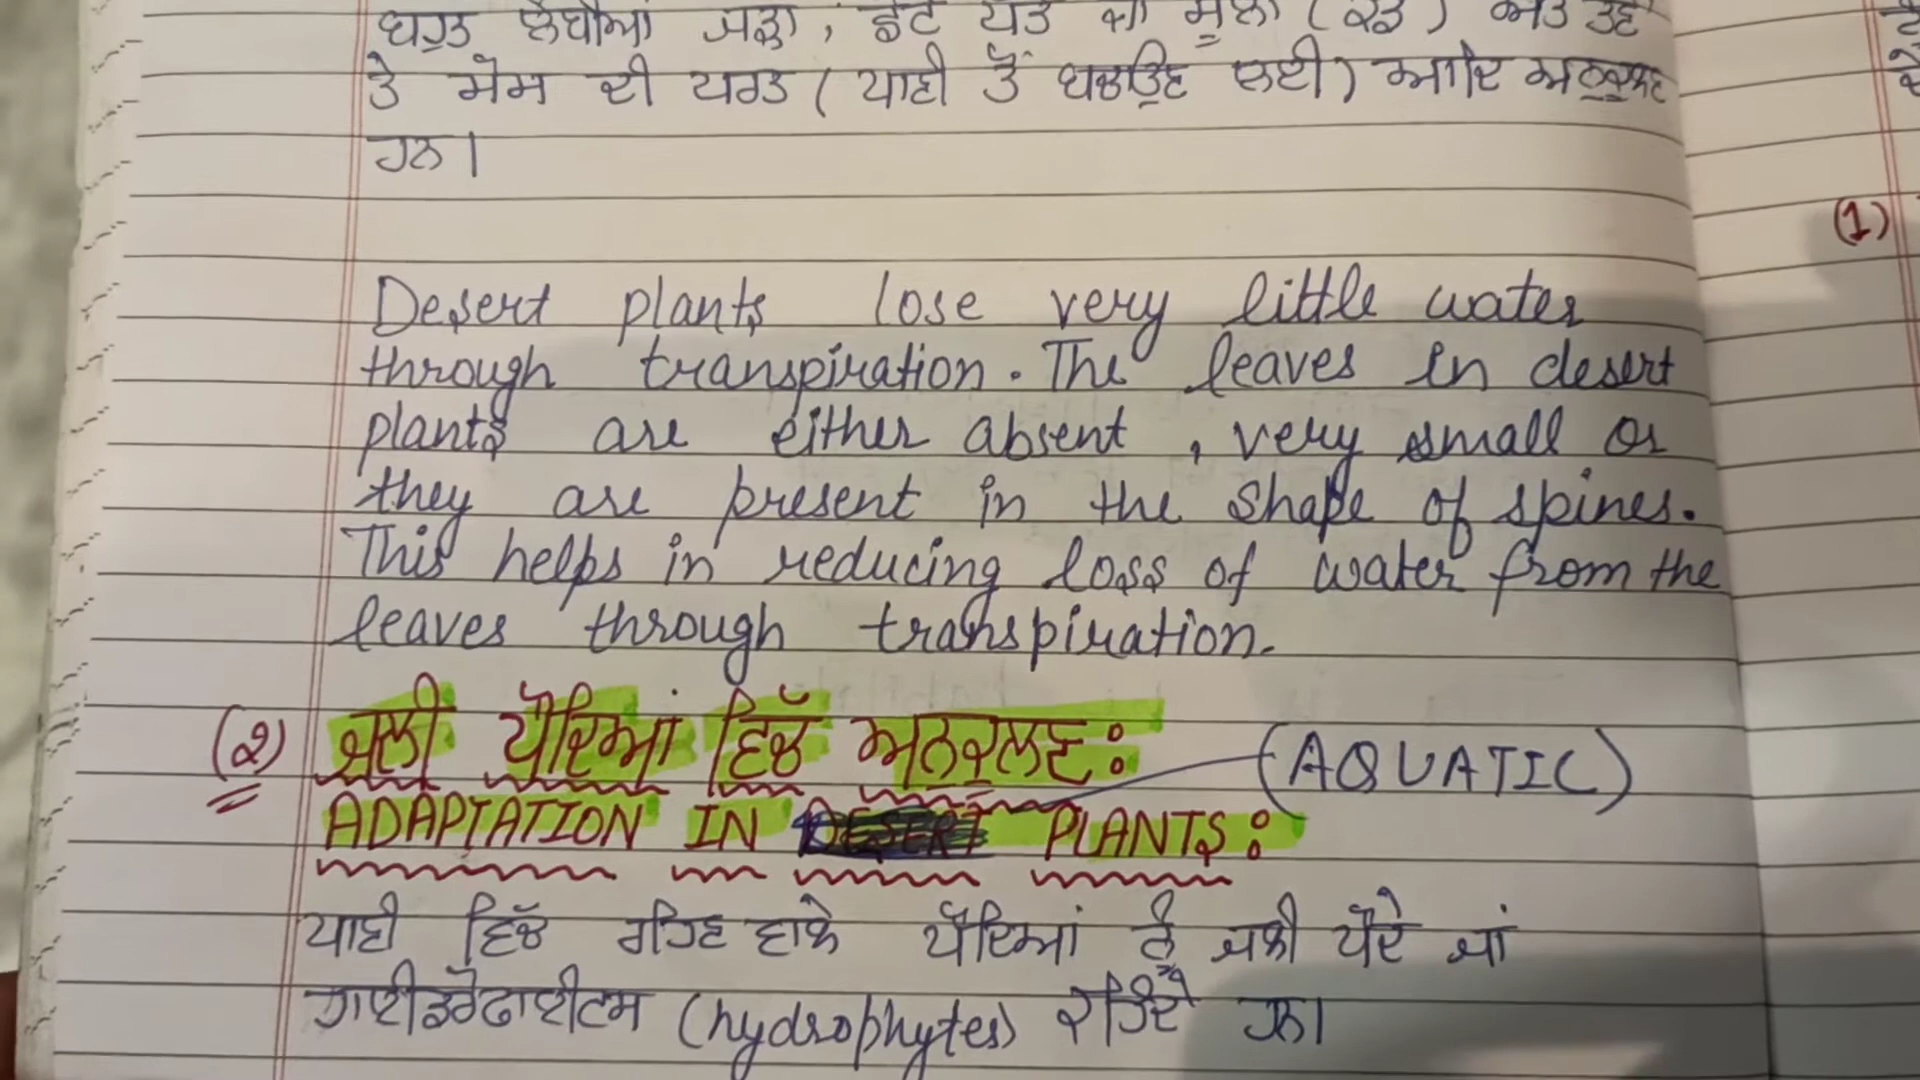 ਬਹੁਤ ਲੰਬੀਆਂ ਜੜ੍ਹਾਂ,
ਤੇ ਮੋਮ ਦੀ ਪਰਤ (ਪਾਣੀ ਤੋਂ ਬਚਾਉਣ ਲਈ) ਆਦਿ ਅਨੁਕੂਲਣ
ਹਨ।
Desert plants lose very little water
through transpiration. The leaves in desert
plants are either absent, very small or
they are present in the shape of spines.
This helps in reducing loss of water from the
leaves through transpiration.
(2) ਜਲੀ ਪੌਦਿਆਂ ਵਿੱਚ ਅਨੁਕੂਲਣ:
(AQUATIC)
ADAPTATION IN DESERT PLANTS:
ਪਾਣੀ ਵਿੱਚ ਰਹਿਣ ਵਾਲੇ ਪੌਦਿਆਂ ਨੂੰ ਜਲੀ ਪੌਦੇ ਜਾਂ
ਹਾਈਡਰੋਫਾਈਟਸ (hydrophytes) ਕਹਿੰਦੇ ਹਨ।
(1)